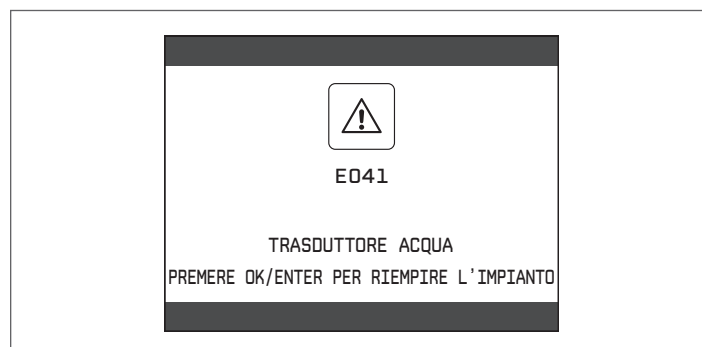 E041
TRASDUTTORE ACQUA
PREMERE OK/ENTER PER RIEMPIRE L'IMPIANTO